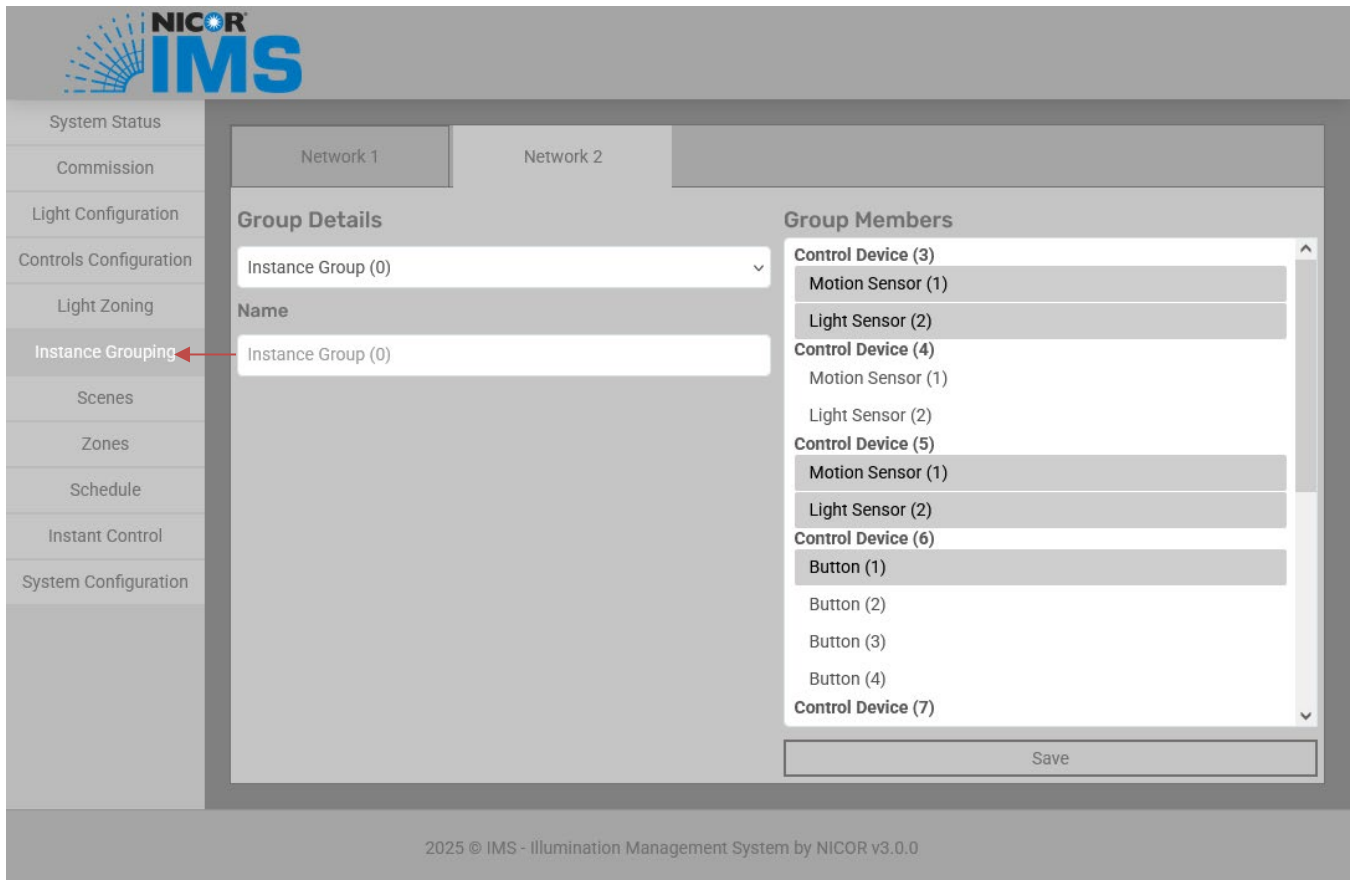 NICOR
IMS
System Status
Commission
Light Configuration
Controls Configuration
Light Zoning
Instance Grouping
Scenes
Zones
Schedule
Instant Control
System Configuration
Network 1
Network 2
Group Details
Instance Group (0)
Name
Instance Group (0)
Group Members
Control Device (3)
Motion Sensor (1)
Light Sensor (2)
Control Device (4)
Motion Sensor (1)
Light Sensor (2)
Control Device (5)
Motion Sensor (1)
Light Sensor (2)
Control Device (6)
Button (1)
Button (2)
Button (3)
Button (4)
Control Device (7)
Save
2025 © IMS - Illumination Management System by NICOR v3.0.0